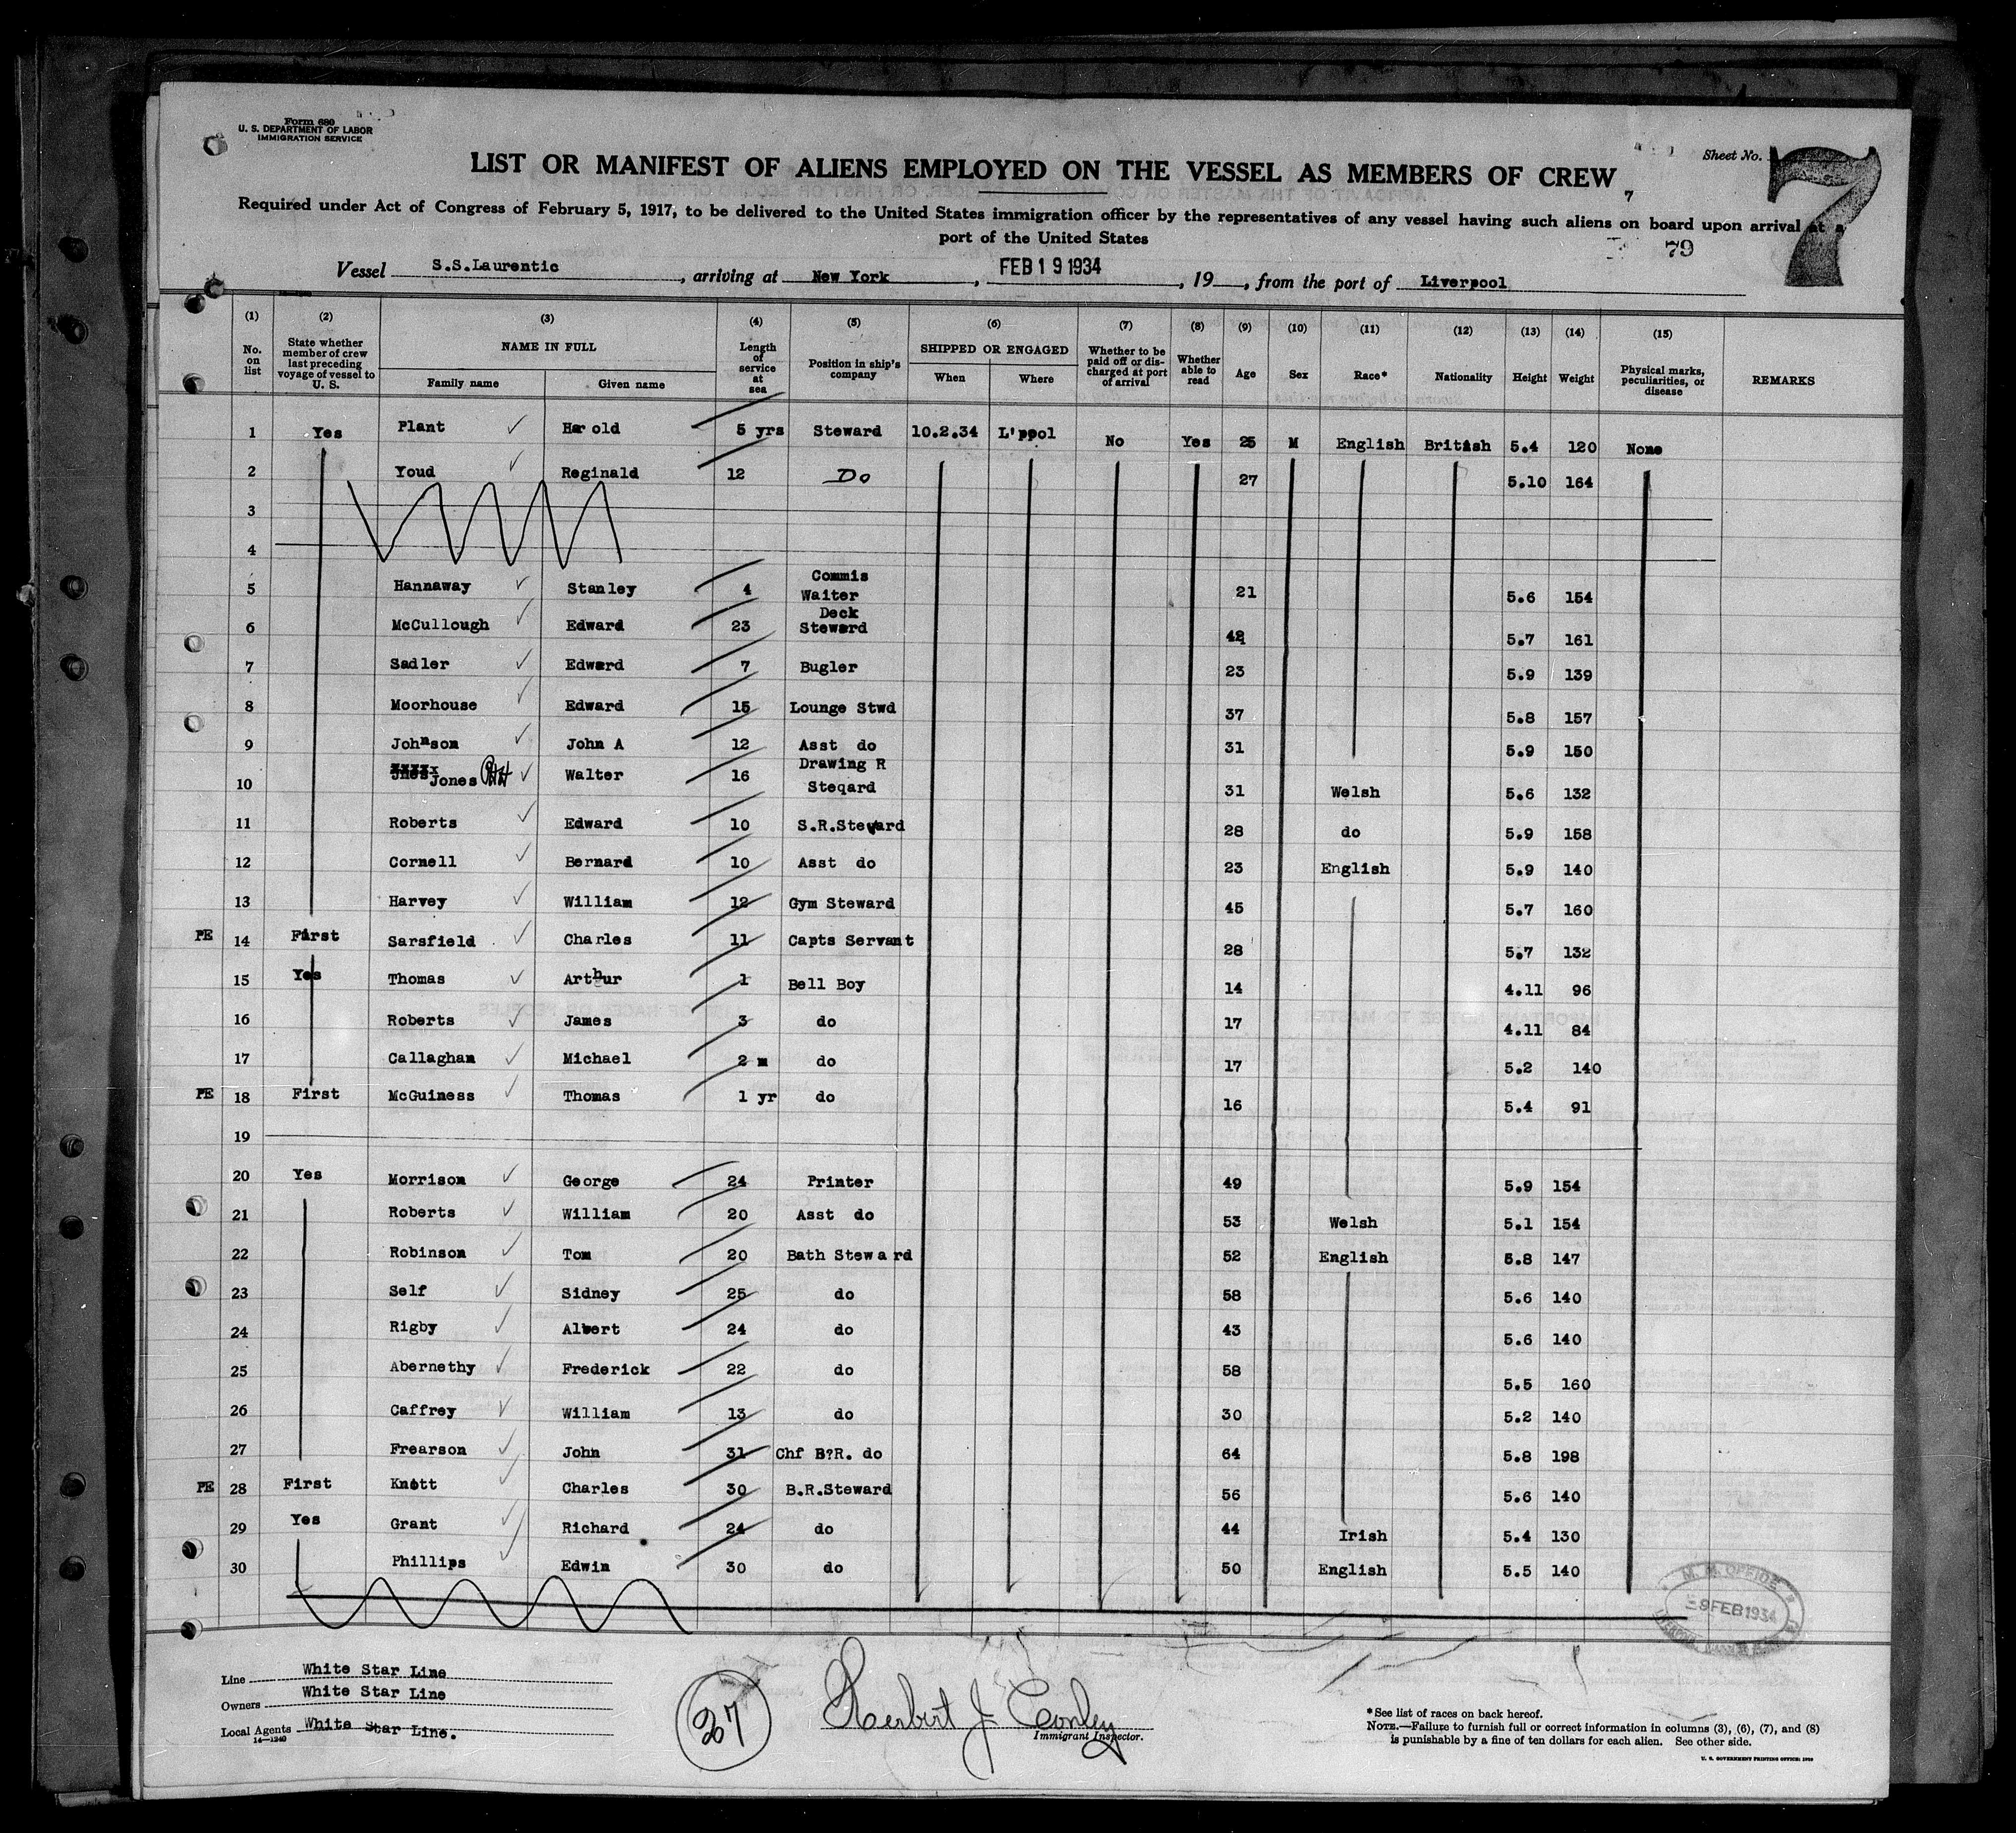 Form 680
U. S. DEPARTMENT OF LABOR
IMMIGRATION SERVICE
Sheet No. 7
LIST OR MANIFEST OF ALIENS EMPLOYED ON THE VESSEL AS MEMBERS OF CREW
7
Required under Act of Congress of February 5, 1917, to be delivered to the United States immigration officer by the representatives of any vessel having such aliens on board upon arrival at a
port of the United States
79
Vessel S.S.Laurentic, arriving at New York, FEB 19 1934, 19, from the port of Liverpool
(1) (2) (3) (4) (5) (6) (7) (8) (9) (10) (11) (12) (13) (14) (15)
No. on list State whether member of crew last preceding voyage of vessel to U. S. NAME IN FULL Family name Given name Length of service at sea Position in ship's company SHIPPED OR ENGAGED When Where Whether to be paid off or discharged at port of arrival Whether able to read Age Sex Race* Nationality Height Weight Physical marks, peculiarities, or disease REMARKS
1 Yes Plant Harold 5 yrs Steward 10.2.34 L'ppol No Yes 25 M English British 5.4 120 None
2 Youd Reginald 12 Do 27 5.10 164
3
4
5 Hannaway Stanley 4 Commis Waiter 21 5.6 154
6 McCullough Edward 23 Deck Steward 5.7 161
7 Sadler Edward 7 Bugler 23 5.9 139
8 Moorhouse Edward 15 Lounge Stwd 37 5.8 157
9 Johnson John A 12 Asst do 31 5.9 150
10 Jones Walter 16 Drawing R Steqard 31 Welsh 5.6 132
11 Roberts Edward 10 S.R.Steward 28 do 5.9 158
12 Cornell Bernard 10 Asst do 23 English 5.9 140
13 Harvey William 12 Gym Steward 45 5.7 160
PE 14 First Sarsfield Charles 11 Capts Servant 28 5.7 132
15 Yes Thomas Arthur 1 Bell Boy 14 4.11 96
16 Roberts James 3 do 17 4.11 84
17 Callaghan Michael 2 m do 17 5.2 140
PE 18 First McGuiness Thomas 1 yr do 16 5.4 91
19
20 Yes Morrison George 24 Printer 49 5.9 154
21 Roberts William 20 Asst do 53 Welsh 5.1 154
22 Robinson Tom 20 Bath Steward 52 English 5.8 147
23 Self Sidney 25 do 58 5.6 140
24 Rigby Albert 24 do 43 5.6 140
25 Abernethy Frederick 22 do 58 5.5 160
26 Caffrey William 13 do 30 5.2 140
27 Frearson John 31 Chf B?R. do 64 5.8 198
PE 28 First Knott Charles 30 B.R.Steward 56 5.6 140
29 Yes Grant Richard 24 do 44 Irish 5.4 130
30 Phillips Edwin 30 do 50 English 5.5 140
M. M. OFFICE
9 FEB 1934
Line White Star Line
Owners White Star Line
Local Agents White Star Line.
14—1240
27
Herbert J Conley
Immigrant Inspector.
*See list of races on back hereof.
NOTE.—Failure to furnish full or correct information in columns (3), (6), (7), and (8)
is punishable by a fine of ten dollars for each alien. See other side.
U. S. GOVERNMENT PRINTING OFFICE: